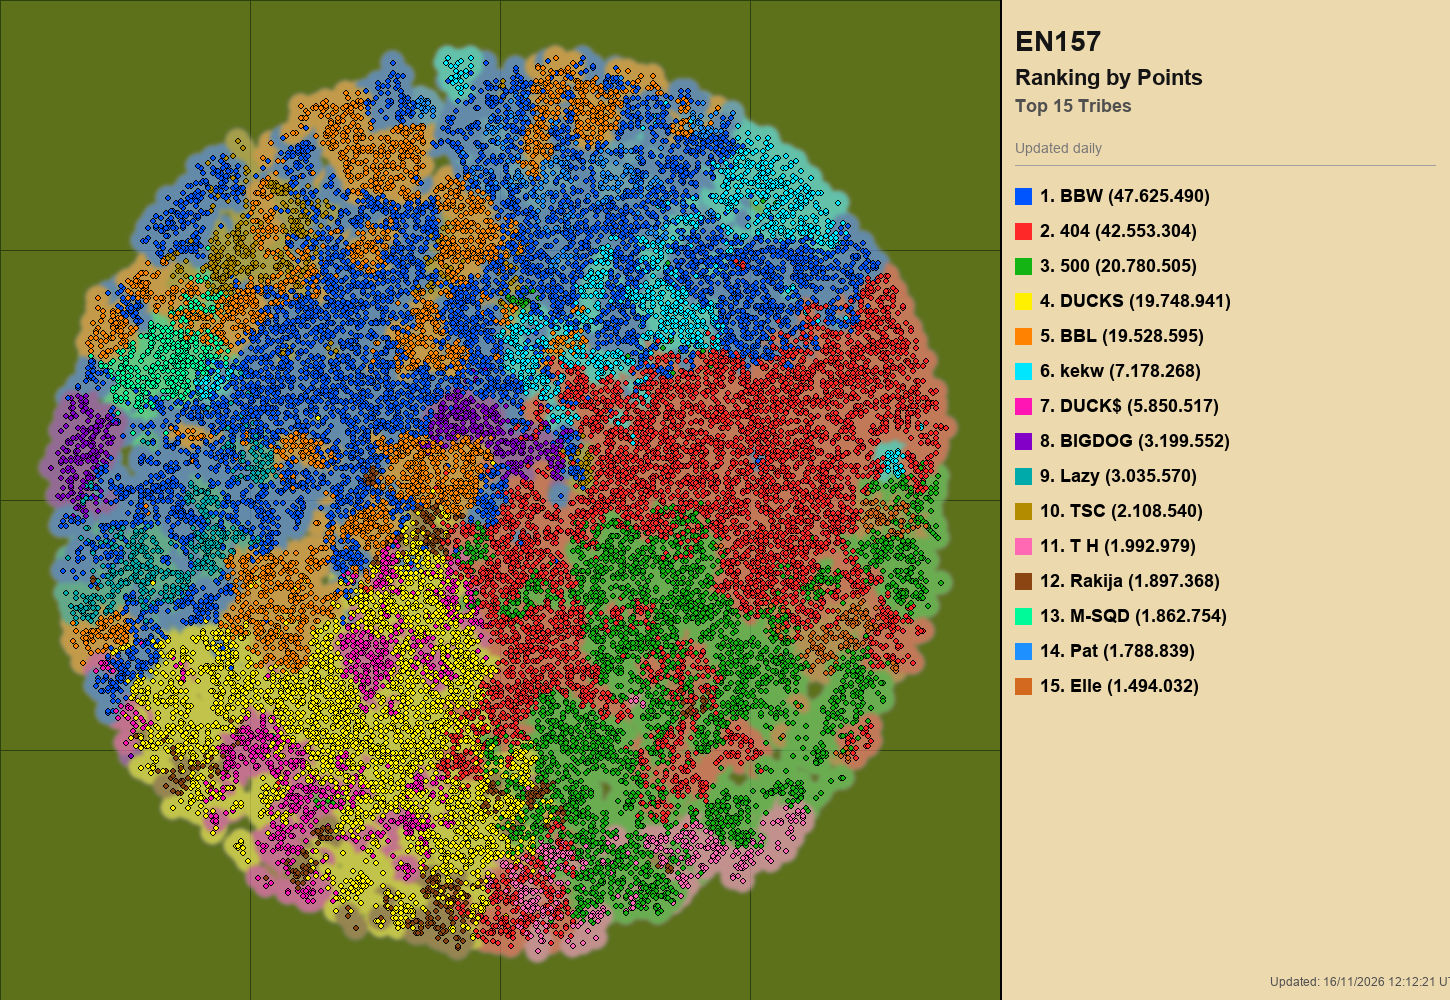 EN157
Ranking by Points
Top 15 Tribes
Updated daily
1. BBW (47.625.490)
2. 404 (42.553.304)
3. 500 (20.780.505)
4. DUCKS (19.748.941)
5. BBL (19.528.595)
6. kekw (7.178.268)
7. DUCK$ (5.850.517)
8. BIGDOG (3.199.552)
9. Lazy (3.035.570)
10. TSC (2.108.540)
11. T H (1.992.979)
12. Rakija (1.897.368)
13. M-SQD (1.862.754)
14. Pat (1.788.839)
15. Elle (1.494.032)
Updated: 16/11/2026 12:12:21 U